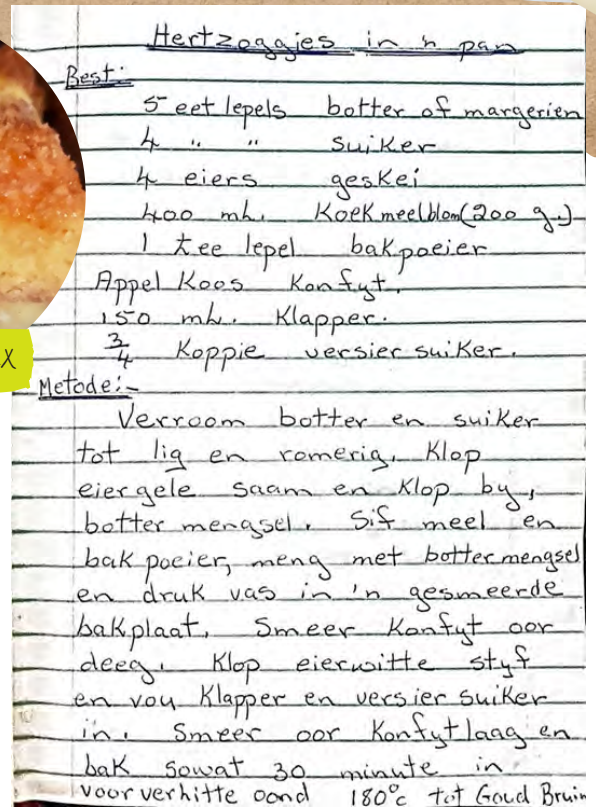 Hertzoggjes in 'n pan
Best:
5 eet lepels botter of margerien
4 " " suiker
4 eiers geskei
400 ml. Koekmeelblom (200 g.)
1 tee lepel bakpoeier
Appel Koos Konfyt.
150 ml. Klapper.
3/4 Koppie versier suiker.
X
Metode:-
Verroom botter en suiker
tot lig en romerig. Klop
eiergele saam en Klop by,
botter mengsel. Sif meel en
bak poeier, meng met bottermengsel
en druk vas in 'n gesmeerde
bakplaat. Smeer Konfyt oor
deeg. Klop eierwitte styf
en vou Klapper en versier suiker
in. Smeer oor Konfytlaag en
bak sowat 30 minute in
voorverhitte oond 180°c tot Goud Bruin